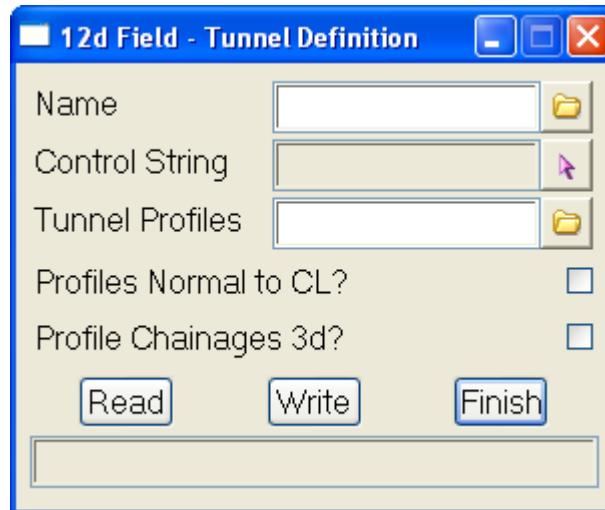 12d Field - Tunnel Definition
Name
Control String
Tunnel Profiles
Profiles Normal to CL?
Profile Chainages 3d?
Read Write Finish